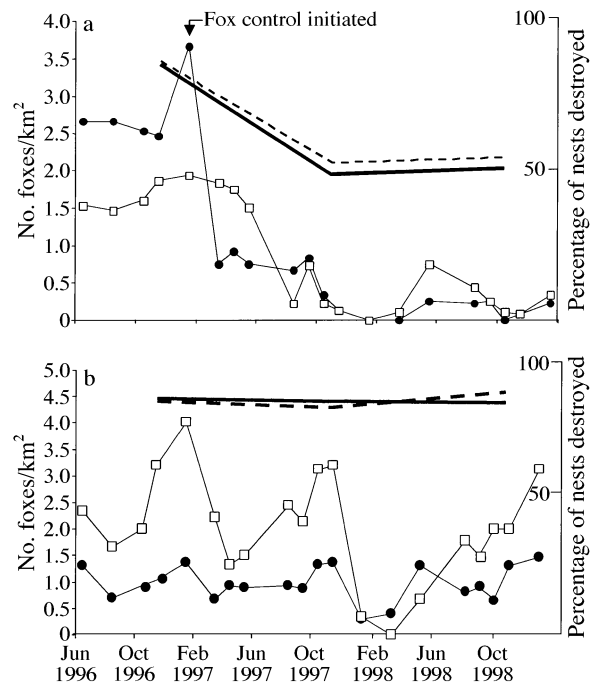 a
Fox control initiated
4.0
3.5
3.0
2.5
2.0
1.5
1.0
0.5
0
No. foxes/km²
100
50
0
Percentage of nests destroyed
b
5.0
4.5
4.0
3.5
3.0
2.5
2.0
1.5
1.0
0.5
0
No. foxes/km²
100
50
0
Percentage of nests destroyed
Jun Oct Feb Jun Oct Feb Jun Oct
1996 1996 1997 1997 1997 1998 1998 1998